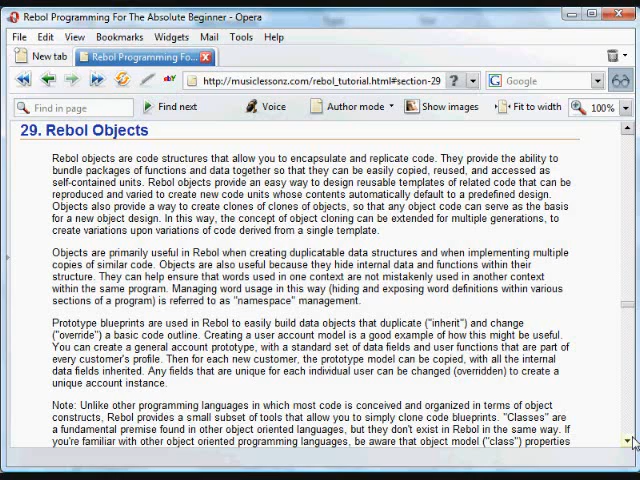 Rebol Programming For The Absolute Beginner - Opera
File Edit View Bookmarks Widgets Mail Tools Help
New tab Rebol Programming Fo...
http://musiclessonz.com/rebol_tutorial.html#section-29 ? Google
Find in page Find next Voice Author mode Show images Fit to width 100%
29. Rebol Objects
Rebol objects are code structures that allow you to encapsulate and replicate code. They provide the ability to
bundle packages of functions and data together so that they can be easily copied, reused, and accessed as
self-contained units. Rebol objects provide an easy way to design reusable templates of related code that can be
reproduced and varied to create new code units whose contents automatically default to a predefined design.
Objects also provide a way to create clones of clones of objects, so that any object code can serve as the basis
for a new object design. In this way, the concept of object cloning can be extended for multiple generations, to
create variations upon variations of code derived from a single template.
Objects are primarily useful in Rebol when creating duplicatable data structures and when implementing multiple
copies of similar code. Objects are also useful because they hide internal data and functions within their
structure. They can help ensure that words used in one context are not mistakenly used in another context
within the same program. Managing word usage in this way (hiding and exposing word definitions within various
sections of a program) is referred to as "namespace" management.
Prototype blueprints are used in Rebol to easily build data objects that duplicate ("inherit") and change
("override") a basic code outline. Creating a user account model is a good example of how this might be useful.
You can create a general account prototype, with a standard set of data fields and user functions that are part of
every customer's profile. Then for each new customer, the prototype model can be copied, with all the internal
data fields inherited. Any fields that are unique for each individual user can be changed (overridden) to create a
unique account instance.
Note: Unlike other programming languages in which most code is conceived and organized in terms of object
constructs, Rebol provides a small subset of tools that allow you to simply clone code blueprints. "Classes" are
a fundamental premise found in other object oriented languages, but they don't exist in Rebol in the same way. If
you're familiar with other object oriented programming languages, be aware that object model ("class") properties